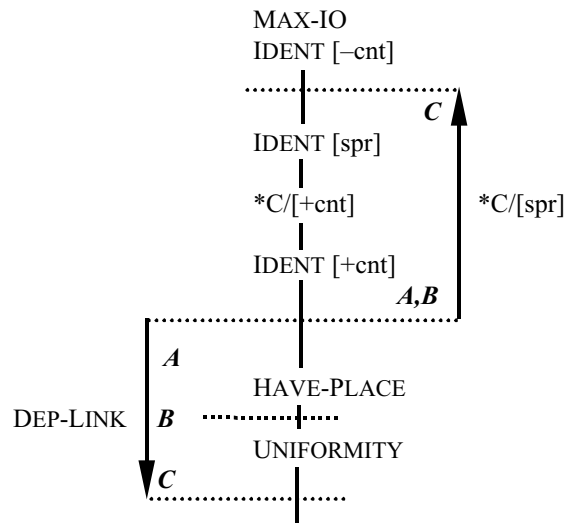 MAX-IO
IDENT [–cnt]
C
IDENT [spr]
*C/[+cnt]
*C/[spr]
IDENT [+cnt]
A,B
A
HAVE-PLACE
DEP-LINK
B
UNIFORMITY
C